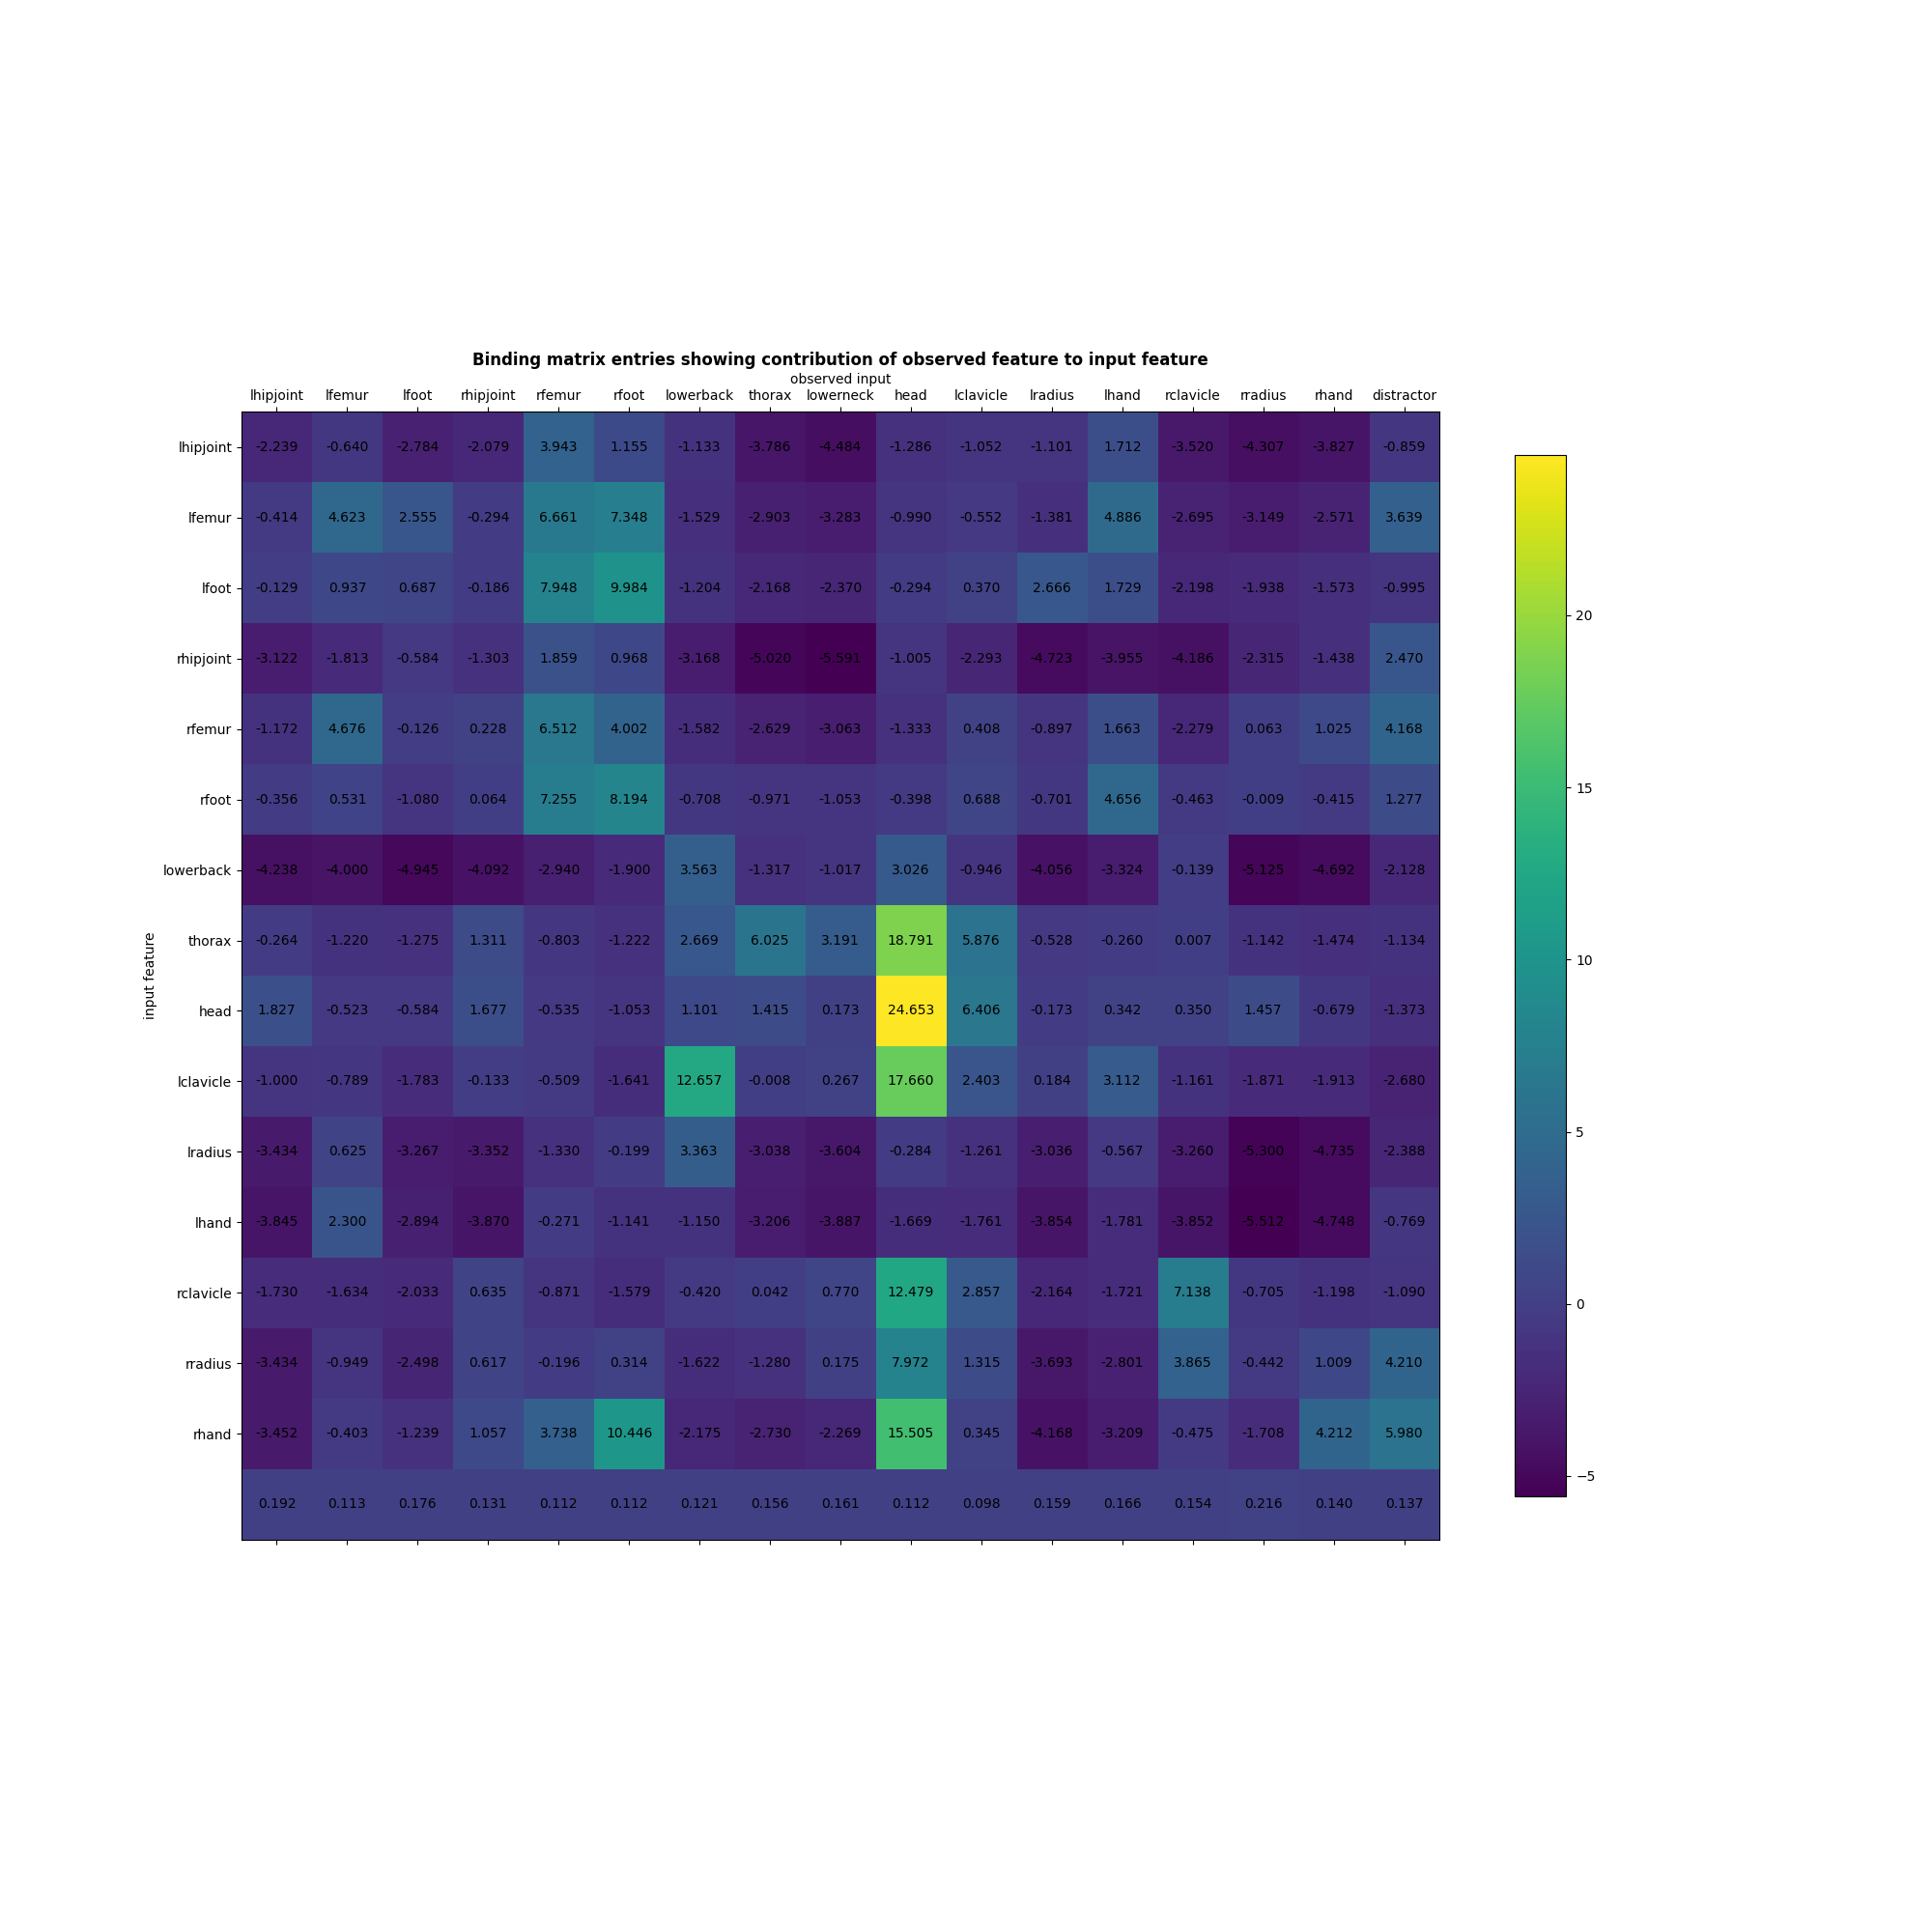 Binding matrix entries showing contribution of observed feature to input feature
observed input
lhipjoint lfemur lfoot rhipjoint rfemur rfoot lowerback thorax lowerneck head lclavicle lradius lhand rclavicle rradius rhand distractor
lhipjoint -2.239 -0.640 -2.784 -2.079 3.943 1.155 -1.133 -3.786 -4.484 -1.286 -1.052 -1.101 1.712 -3.520 -4.307 -3.827 -0.859
lfemur -0.414 4.623 2.555 -0.294 6.661 7.348 -1.529 -2.903 -3.283 -0.990 -0.552 -1.381 4.886 -2.695 -3.149 -2.571 3.639
lfoot -0.129 0.937 0.687 -0.186 7.948 9.984 -1.204 -2.168 -2.370 -0.294 0.370 2.666 1.729 -2.198 -1.938 -1.573 -0.995
20
rhipjoint -3.122 -1.813 -0.584 -1.303 1.859 0.968 -3.168 -5.020 -5.591 -1.005 -2.293 -4.723 -3.955 -4.186 -2.315 -1.438 2.470
rfemur -1.172 4.676 -0.126 0.228 6.512 4.002 -1.582 -2.629 -3.063 -1.333 0.408 -0.897 1.663 -2.279 0.063 1.025 4.168
15
rfoot -0.356 0.531 -1.080 0.064 7.255 8.194 -0.708 -0.971 -1.053 -0.398 0.688 -0.701 4.656 -0.463 -0.009 -0.415 1.277
lowerback -4.238 -4.000 -4.945 -4.092 -2.940 -1.900 3.563 -1.317 -1.017 3.026 -0.946 -4.056 -3.324 -0.139 -5.125 -4.692 -2.128
thorax -0.264 -1.220 -1.275 1.311 -0.803 -1.222 2.669 6.025 3.191 18.791 5.876 -0.528 -0.260 0.007 -1.142 -1.474 -1.134
10
input feature
head 1.827 -0.523 -0.584 1.677 -0.535 -1.053 1.101 1.415 0.173 24.653 6.406 -0.173 0.342 0.350 1.457 -0.679 -1.373
lclavicle -1.000 -0.789 -1.783 -0.133 -0.509 -1.641 12.657 -0.008 0.267 17.660 2.403 0.184 3.112 -1.161 -1.871 -1.913 -2.680
5
lradius -3.434 0.625 -3.267 -3.352 -1.330 -0.199 3.363 -3.038 -3.604 -0.284 -1.261 -3.036 -0.567 -3.260 -5.300 -4.735 -2.388
lhand -3.845 2.300 -2.894 -3.870 -0.271 -1.141 -1.150 -3.206 -3.887 -1.669 -1.761 -3.854 -1.781 -3.852 -5.512 -4.748 -0.769
rclavicle -1.730 -1.634 -2.033 0.635 -0.871 -1.579 -0.420 0.042 0.770 12.479 2.857 -2.164 -1.721 7.138 -0.705 -1.198 -1.090
0
rradius -3.434 -0.949 -2.498 0.617 -0.196 0.314 -1.622 -1.280 0.175 7.972 1.315 -3.693 -2.801 3.865 -0.442 1.009 4.210
rhand -3.452 -0.403 -1.239 1.057 3.738 10.446 -2.175 -2.730 -2.269 15.505 0.345 -4.168 -3.209 -0.475 -1.708 4.212 5.980
−5
0.192 0.113 0.176 0.131 0.112 0.112 0.121 0.156 0.161 0.112 0.098 0.159 0.166 0.154 0.216 0.140 0.137